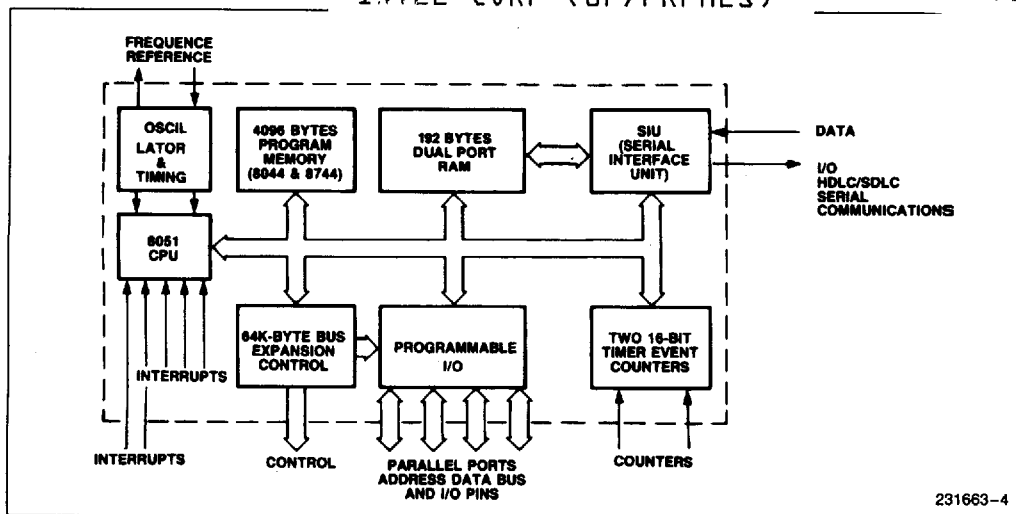 FREQUENCE
REFERENCE
OSCIL
LATOR
&
TIMING
4096 BYTES
PROGRAM
MEMORY
(8044 & 8744)
192 BYTES
DUAL PORT
RAM
SIU
(SERIAL
INTERFACE
UNIT)
DATA
I/O
HDLC/SDLC
SERIAL
COMMUNICATIONS
8051
CPU
64K-BYTE BUS
EXPANSION
CONTROL
PROGRAMMABLE
I/O
TWO 16-BIT
TIMER EVENT
COUNTERS
INTERRUPTS
INTERRUPTS
CONTROL
PARALLEL PORTS
ADDRESS DATA BUS
AND I/O PINS
COUNTERS
231663-4